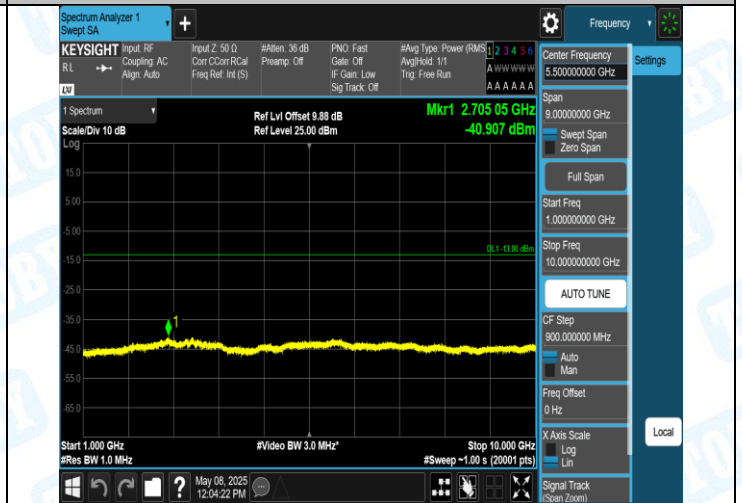 Spectrum Analyzer 1
Swept SA
+
Frequency
KEYSIGHT
RL
LXI
Input: RF
Coupling: AC
Align: Auto
Input Z: 50 Ω
Corr CCorr RCal
Freq Ref: Int (S)
#Atten: 36 dB
Preamp: Off
PNO: Fast
Gate: Off
IF Gain: Low
Sig Track: Off
#Avg Type: Power (RMS
Avg|Hold: 1/1
Trig: Free Run
1 2 3 4 5 6
A W W W W W
A A A A A A
1 Spectrum
Scale/Div 10 dB
Log
Ref Lvl Offset 9.88 dB
Ref Level 25.00 dBm
Mkr1 2.705 05 GHz
-40.907 dBm
15.0
5.00
-5.00
-15.0
-25.0
-35.0
-45.0
-55.0
-65.0
DL1 -13.00 dBm
1
Start 1.000 GHz
#Res BW 1.0 MHz
#Video BW 3.0 MHz*
Stop 10.000 GHz
#Sweep ~1.00 s (20001 pts)
?
May 08, 2025
12:04:22 PM
Center Frequency
5.500000000 GHz
Span
9.00000000 GHz
Swept Span
Zero Span
Full Span
Start Freq
1.000000000 GHz
Stop Freq
10.000000000 GHz
AUTO TUNE
CF Step
900.000000 MHz
Auto
Man
Freq Offset
0 Hz
X Axis Scale
Log
Lin
Signal Track
(Span Zoom)
Settings
Local
TOBY
TOBY